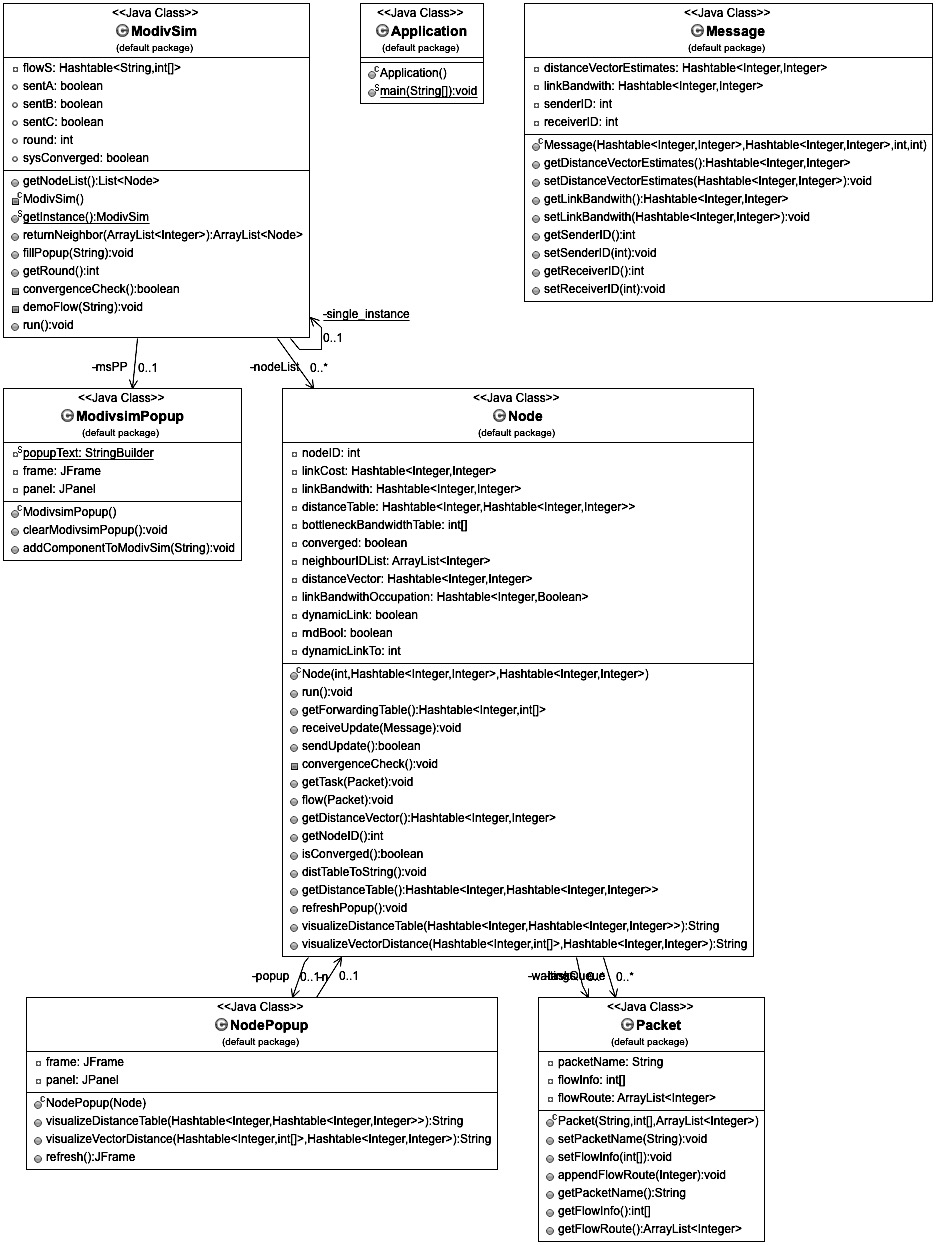 <<Java Class>>
ModivSim
(default package)
flowS: Hashtable<String,int[]>
sentA: boolean
sentB: boolean
sentC: boolean
round: int
sysConverged: boolean
getNodeList():List<Node>
ModivSim()
getInstance():ModivSim
returnNeighbor(ArrayList<Integer>):ArrayList<Node>
fillPopup(String):void
getRound():int
convergenceCheck():boolean
demoFlow(String):void
run():void
<<Java Class>>
Application
(default package)
Application()
main(String[]):void
<<Java Class>>
Message
(default package)
distanceVectorEstimates: Hashtable<Integer,Integer>
linkBandwith: Hashtable<Integer,Integer>
senderID: int
receiverID: int
Message(Hashtable<Integer,Integer>,Hashtable<Integer,Integer>,int,int)
getDistanceVectorEstimates():Hashtable<Integer,Integer>
setDistanceVectorEstimates(Hashtable<Integer,Integer>):void
getLinkBandwith():Hashtable<Integer,Integer>
setLinkBandwith(Hashtable<Integer,Integer>):void
getSenderID():int
setSenderID(int):void
getReceiverID():int
setReceiverID(int):void
-single_instance
0..1
-msPP 0..1
-nodeList 0..*
<<Java Class>>
ModivsimPopup
(default package)
popupText: StringBuilder
frame: JFrame
panel: JPanel
ModivsimPopup()
clearModivsimPopup():void
addComponentToModivSim(String):void
<<Java Class>>
Node
(default package)
nodeID: int
linkCost: Hashtable<Integer,Integer>
linkBandwith: Hashtable<Integer,Integer>
distanceTable: Hashtable<Integer,Hashtable<Integer,Integer>>
bottleneckBandwidthTable: int[]
converged: boolean
neighbourIDList: ArrayList<Integer>
distanceVector: Hashtable<Integer,Integer>
linkBandwithOccupation: Hashtable<Integer,Boolean>
dynamicLink: boolean
rndBool: boolean
dynamicLinkTo: int
Node(int,Hashtable<Integer,Integer>,Hashtable<Integer,Integer>)
run():void
getForwardingTable():Hashtable<Integer,int[]>
receiveUpdate(Message):void
sendUpdate():boolean
convergenceCheck():void
getTask(Packet):void
flow(Packet):void
getDistanceVector():Hashtable<Integer,Integer>
getNodeID():int
isConverged():boolean
distTableToString():void
getDistanceTable():Hashtable<Integer,Hashtable<Integer,Integer>>
refreshPopup():void
visualizeDistanceTable(Hashtable<Integer,Hashtable<Integer,Integer>>):String
visualizeVectorDistance(Hashtable<Integer,int[]>,Hashtable<Integer,Integer>):String
-popup 0..1 -n 0..1
0..*
<<Java Class>>
NodePopup
(default package)
frame: JFrame
panel: JPanel
NodePopup(Node)
visualizeDistanceTable(Hashtable<Integer,Hashtable<Integer,Integer>>):String
visualizeVectorDistance(Hashtable<Integer,int[]>,Hashtable<Integer,Integer>):String
refresh():JFrame
<<Java Class>>
Packet
(default package)
packetName: String
flowInfo: int[]
flowRoute: ArrayList<Integer>
Packet(String,int[],ArrayList<Integer>)
setPacketName(String):void
setFlowInfo(int[]):void
appendFlowRoute(Integer):void
getPacketName():String
getFlowInfo():int[]
getFlowRoute():ArrayList<Integer>